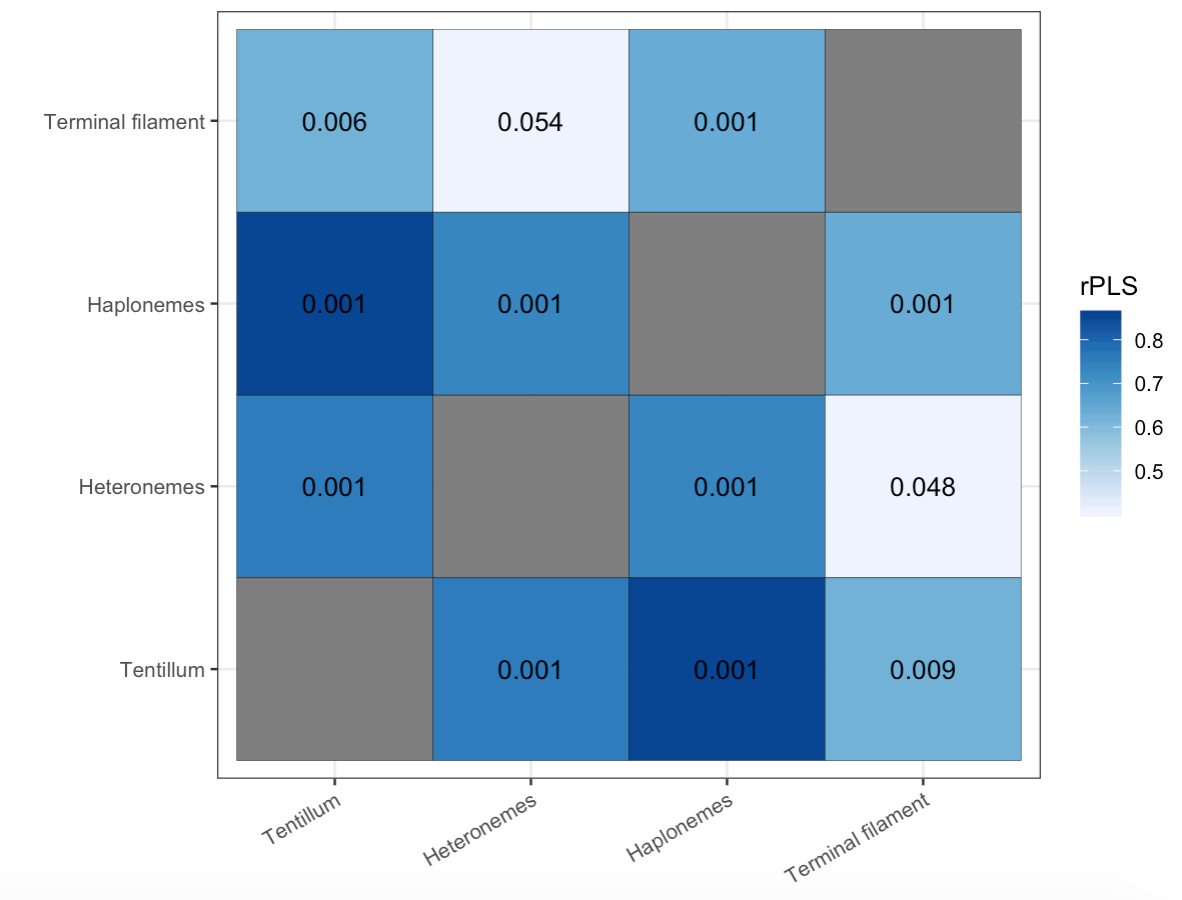 Terminal filament 0.006 0.054 0.001
Haplonemes 0.001 0.001 0.001
Heteronemes 0.001 0.001 0.048
Tentillum 0.001 0.001 0.009
Tentillum Heteronemes Haplonemes Terminal filament
rPLS
0.8
0.7
0.6
0.5